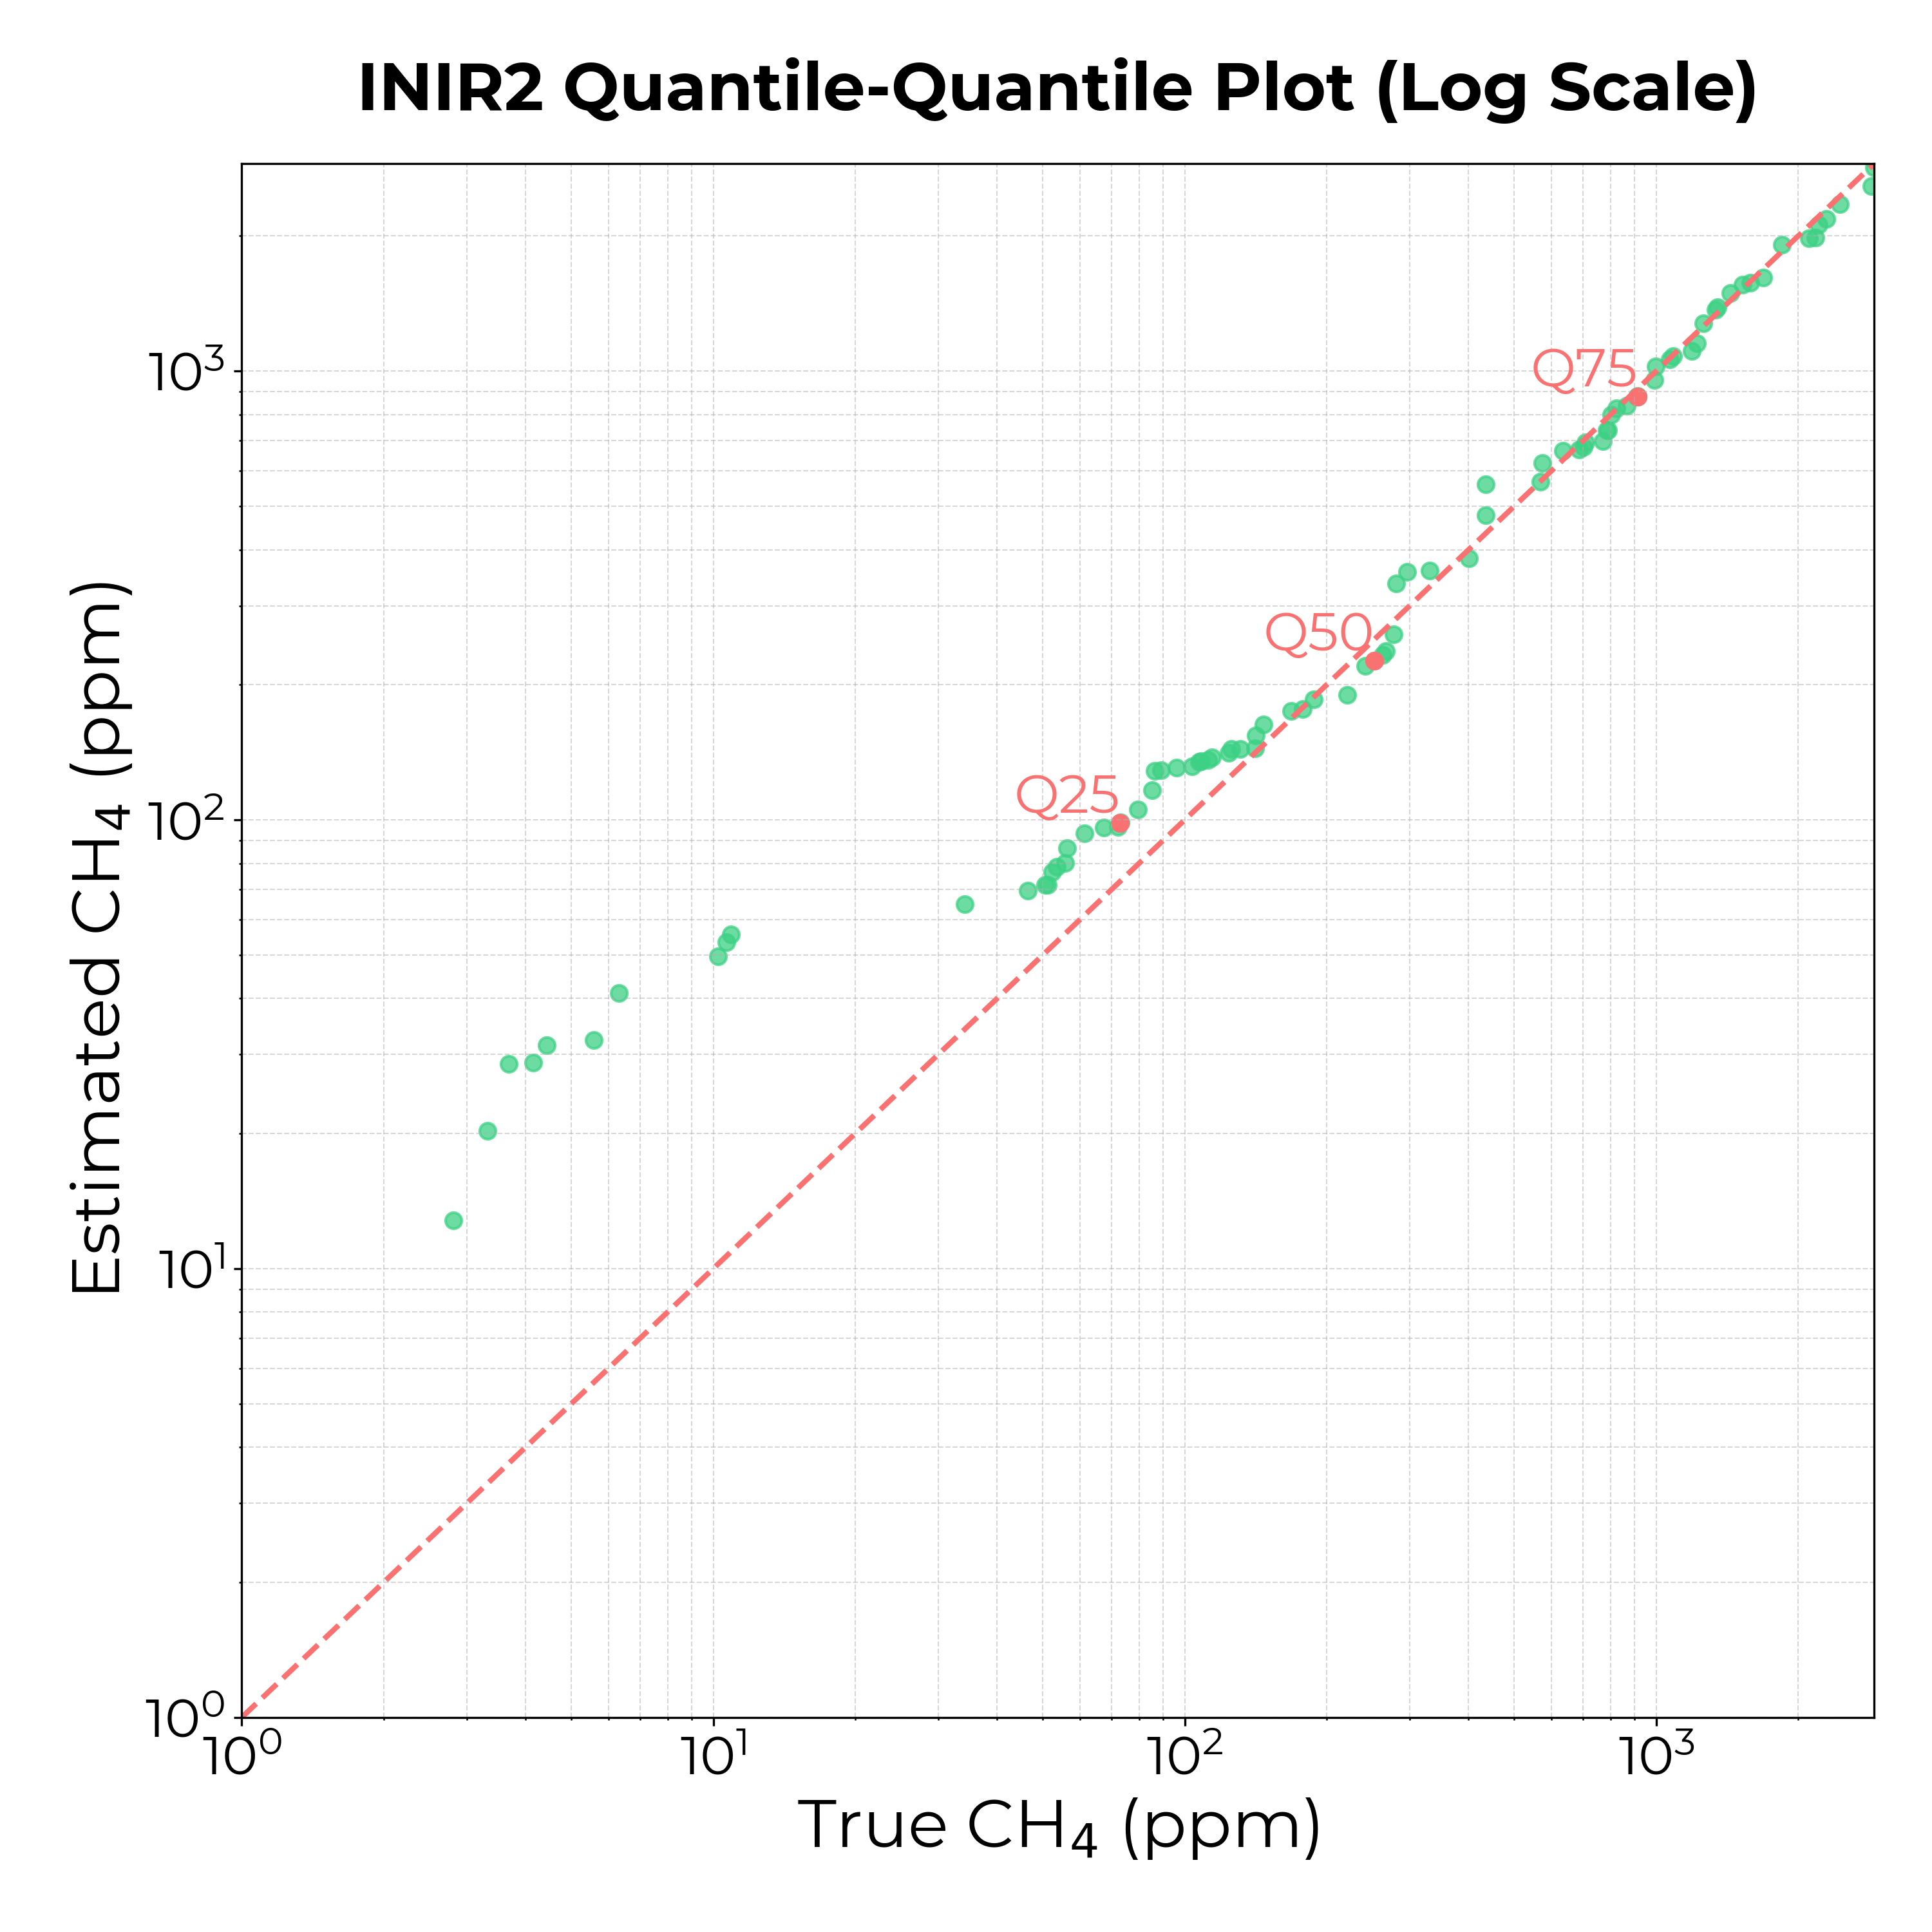 INIR2 Quantile-Quantile Plot (Log Scale)
10³
Q75
Q50
Estimated CH₄ (ppm)
10²
Q25
10¹
10⁰
10⁰ 10¹ 10² 10³
True CH₄ (ppm)